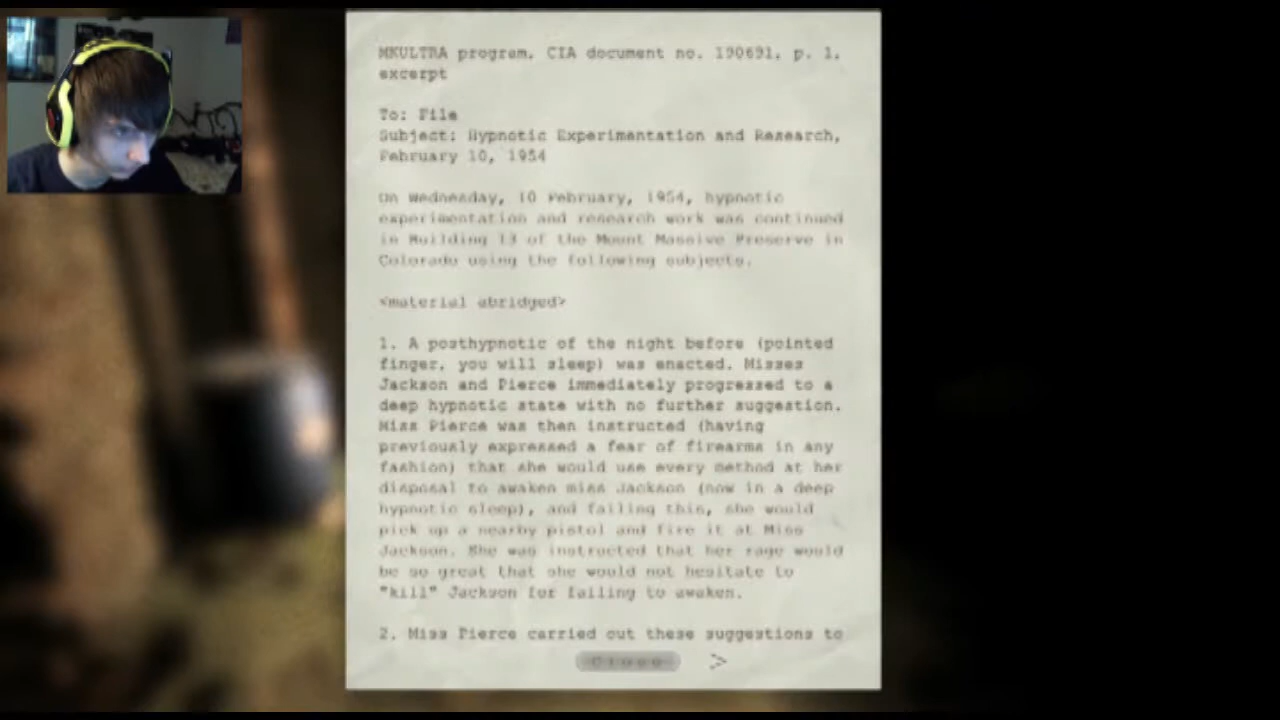 MKULTRA program, CIA document no. 190691, p. 1,
excerpt
To: File
Subject: Hypnotic Experimentation and Research,
February 10, 1954
On Wednesday, 10 February, 1954, hypnotic
experimentation and research work was continued
in Building 13 of the Mount Massive Preserve in
Colorado using the following subjects.
<material abridged>
1. A posthypnotic of the night before (pointed
finger, you will sleep) was enacted. Misses
Jackson and Pierce immediately progressed to a
deep hypnotic state with no further suggestion.
Miss Pierce was then instructed (having
previously expressed a fear of firearms in any
fashion) that she would use every method at her
disposal to awaken miss Jackson (now in a deep
hypnotic sleep), and failing this, she would
pick up a nearby pistol and fire it at Miss
Jackson. She was instructed that her rage would
be so great that she would not hesitate to
"kill" Jackson for failing to awaken.
2. Miss Pierce carried out these suggestions to
Close >